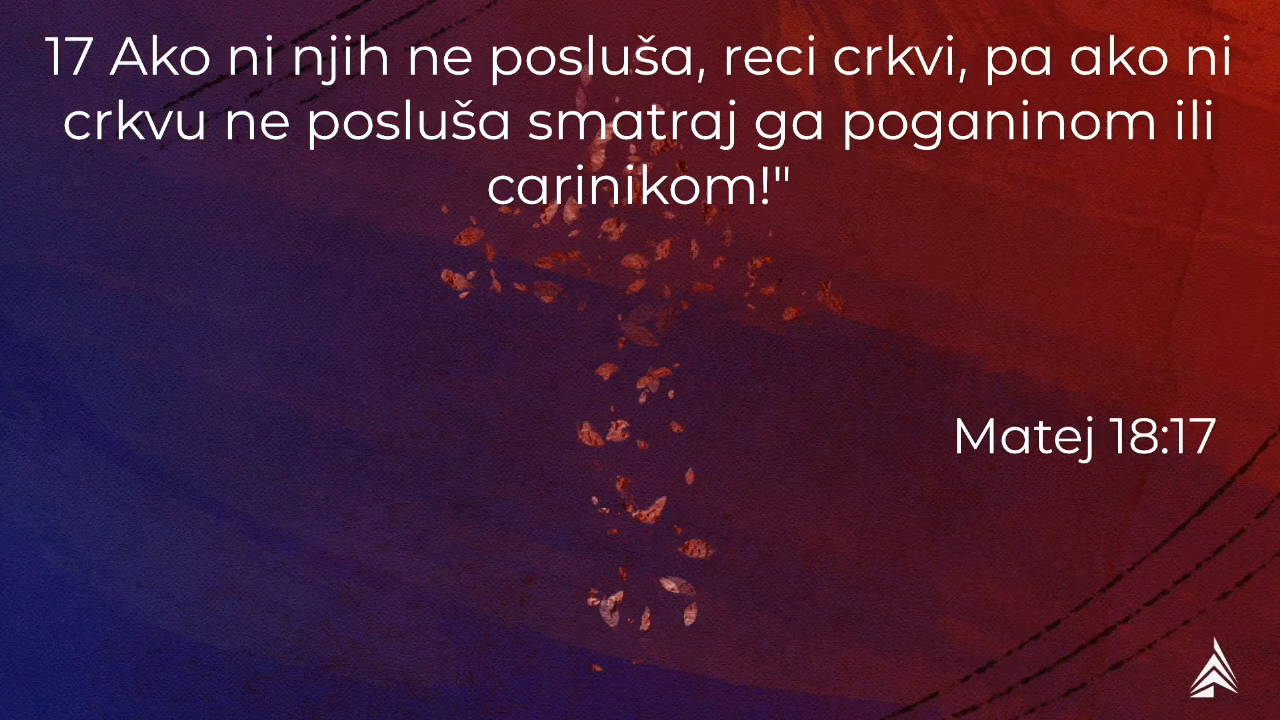 17 Ako ni njih ne posluša, reci crkvi, pa ako ni
crkvu ne posluša smatraj ga poganinom ili
carinikom!"
Matej 18:17